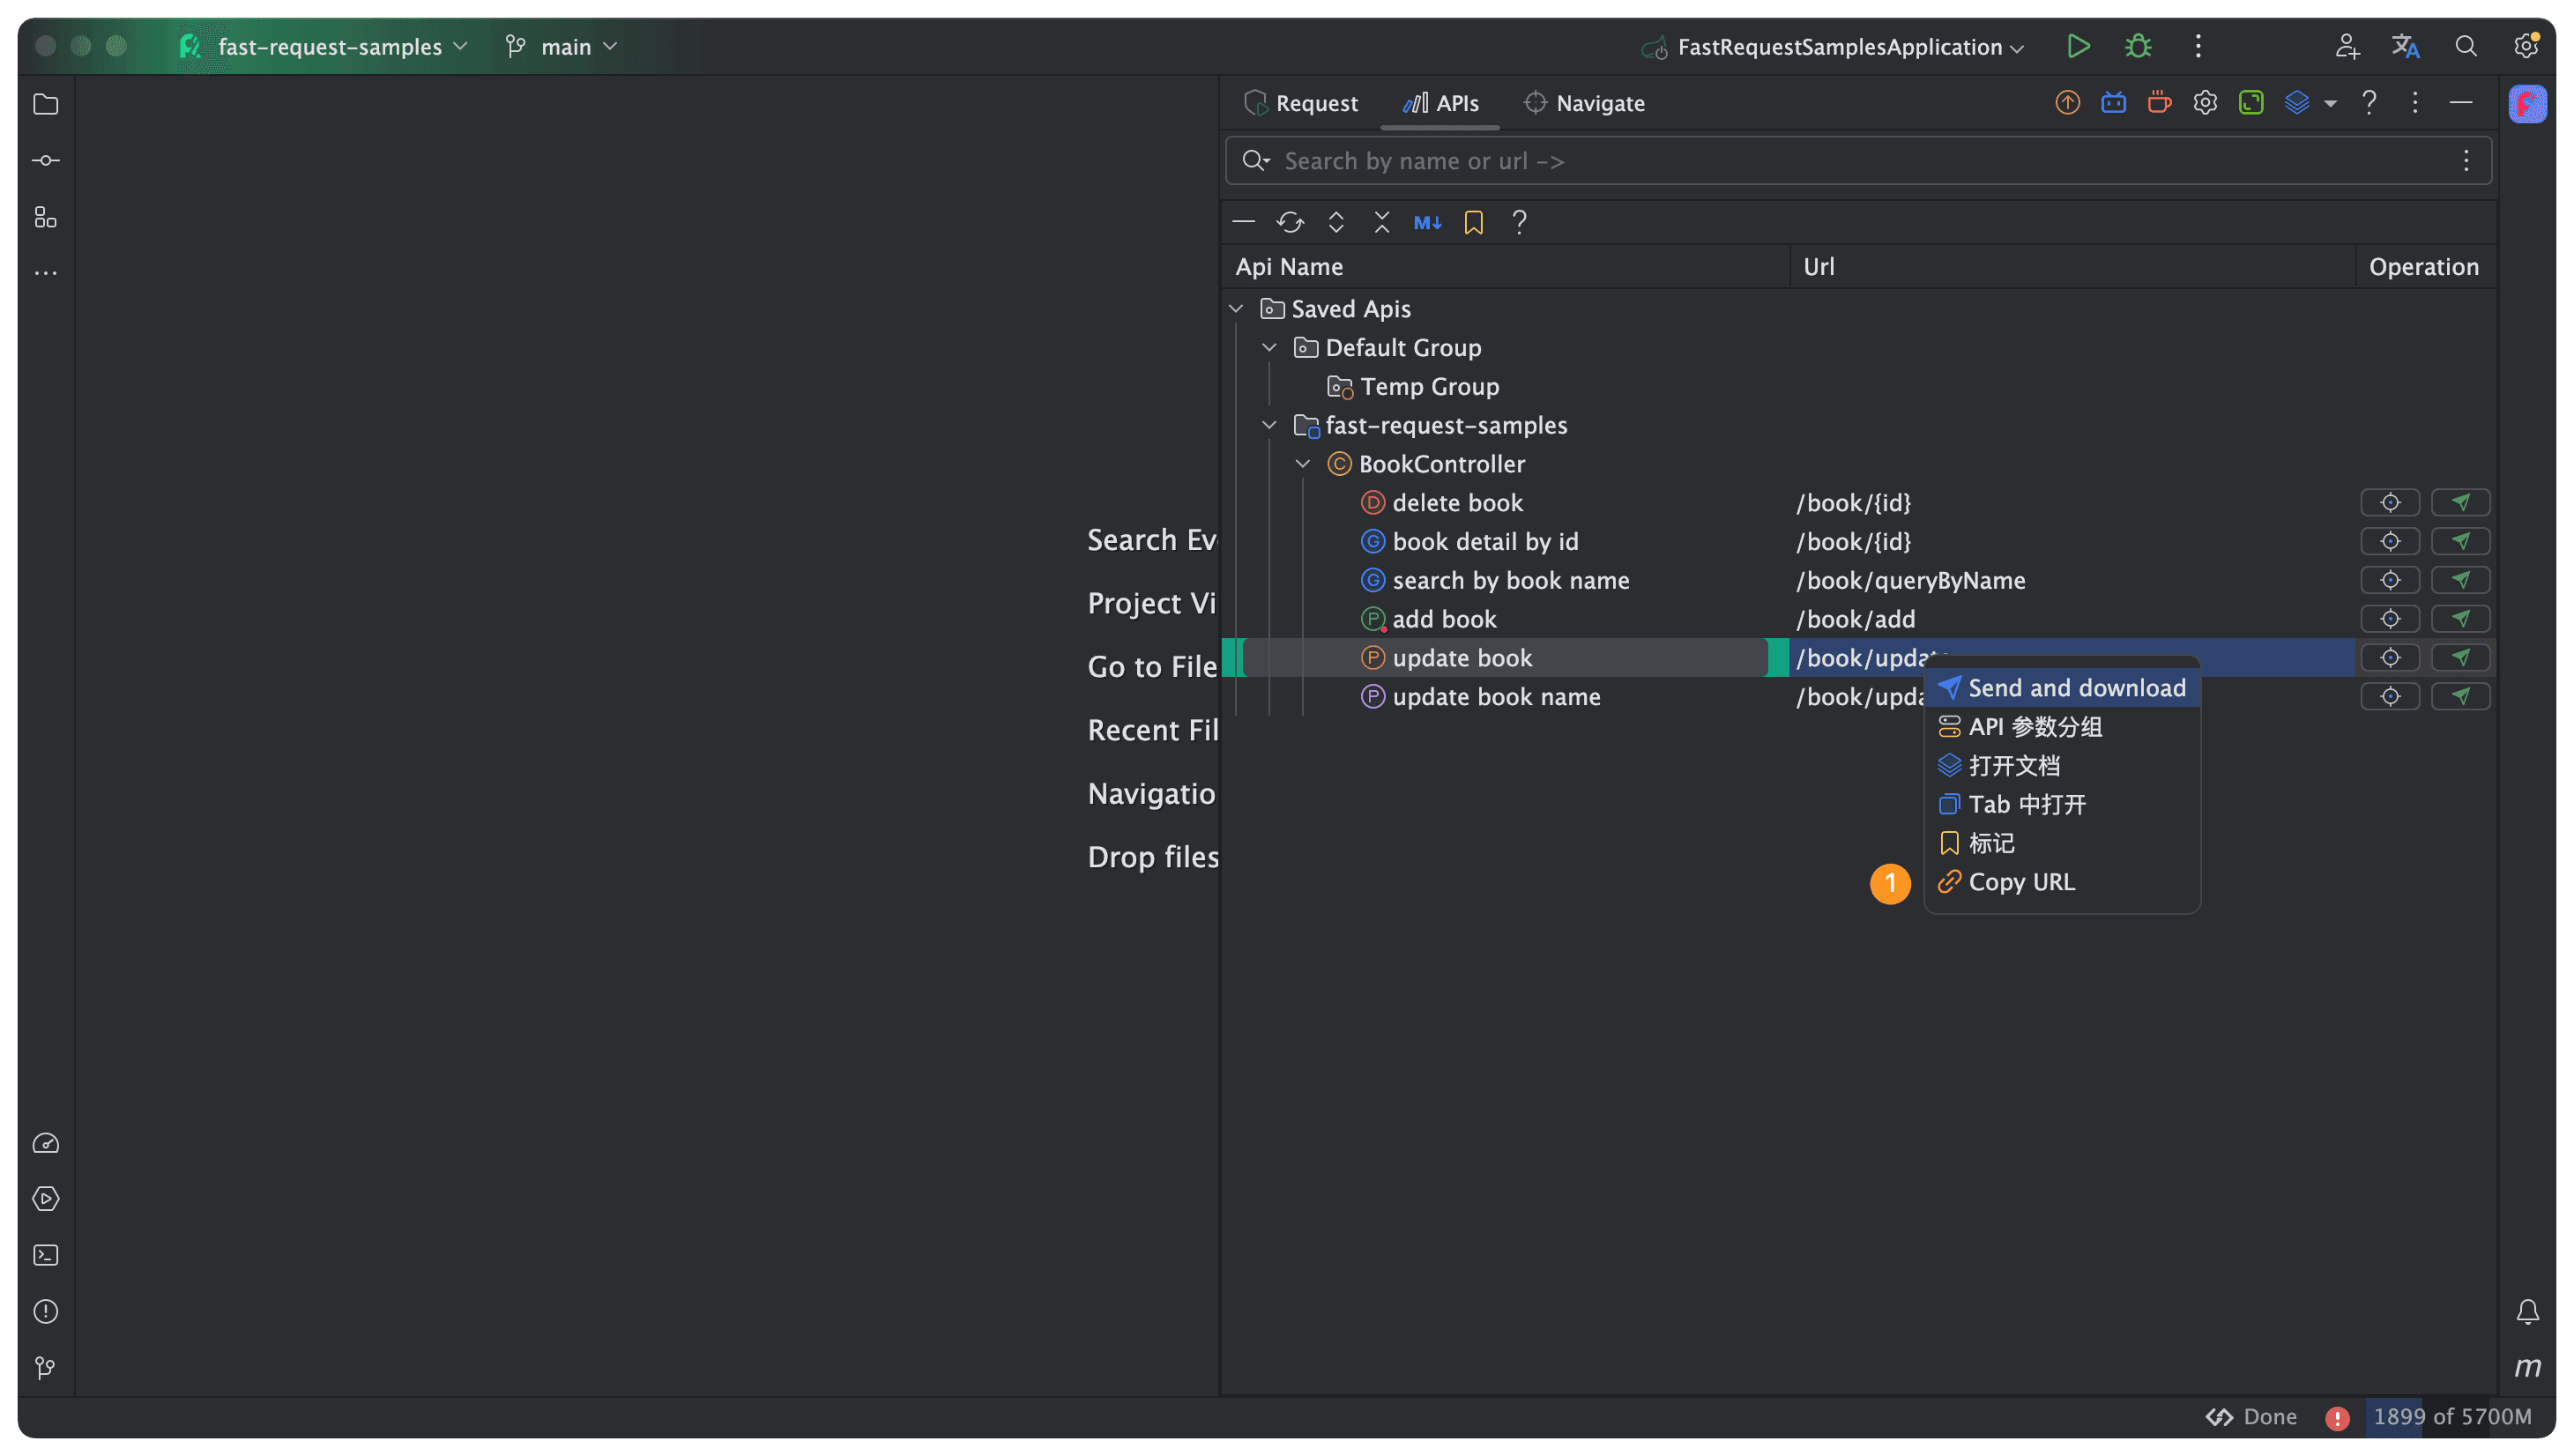 fast-request-samples
main
FastRequestSamplesApplication
Request
APIs
Navigate
Search by name or url ->
M↓
Api Name
Url
Operation
Saved Apis
Default Group
Temp Group
fast-request-samples
BookController
delete book /book/{id}
book detail by id /book/{id}
search by book name /book/queryByName
add book /book/add
update book /book/update
update book name /book/upda
Search Ev
Project Vi
Go to File
Recent Fil
Navigatio
Drop files
Send and download
API 参数分组
打开文档
Tab 中打开
标记
1 Copy URL
Done
1899 of 5700M